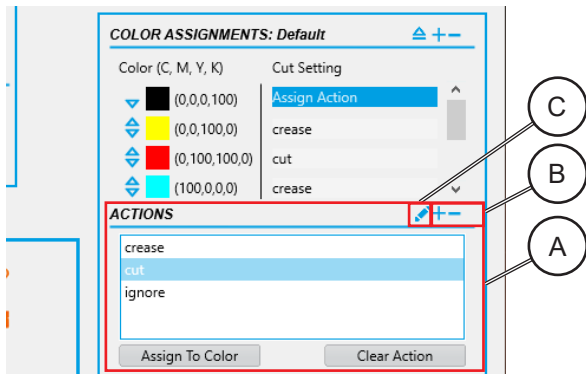 COLOR ASSIGNMENTS: Default
Color (C, M, Y, K) Cut Setting
(0,0,0,100) Assign Action
(0,0,100,0) crease
(0,100,100,0) cut
(100,0,0,0) crease
ACTIONS
crease
cut
ignore
Assign To Color Clear Action
C
B
A